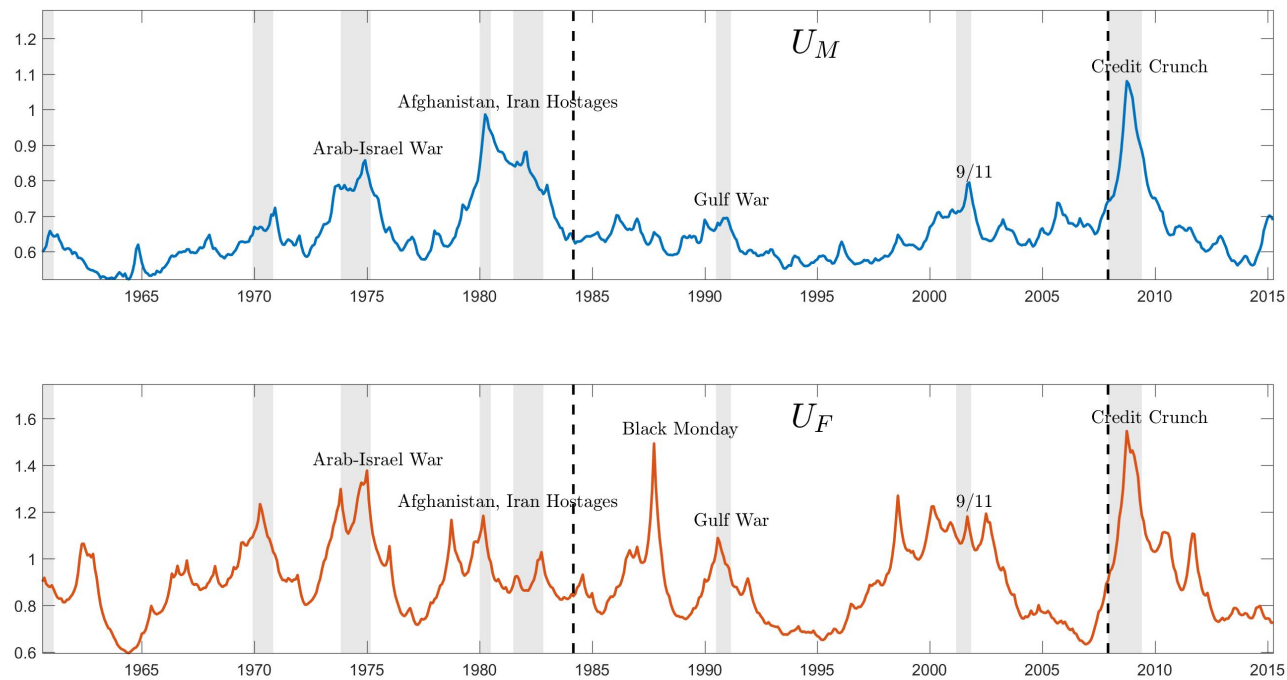 U_M
1.2
Credit Crunch
1.1
Afghanistan, Iran Hostages
1
Arab-Israel War
0.9
9/11
0.8
Gulf War
0.7
0.6
1965 1970 1975 1980 1985 1990 1995 2000 2005 2010 2015
U_F
Credit Crunch
1.6
Black Monday
Arab-Israel War
1.4
Afghanistan, Iran Hostages
9/11
1.2
Gulf War
1
0.8
0.6
1965 1970 1975 1980 1985 1990 1995 2000 2005 2010 2015